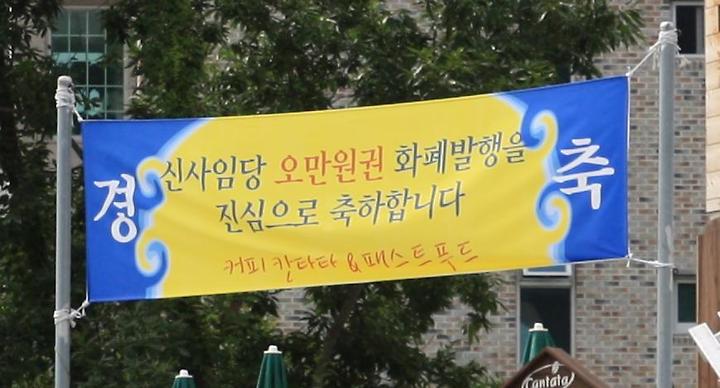 경 축
신사임당 오만원권 화폐발행을
진심으로 축하합니다
커피 칸타타 & 패스트푸드
Cantata